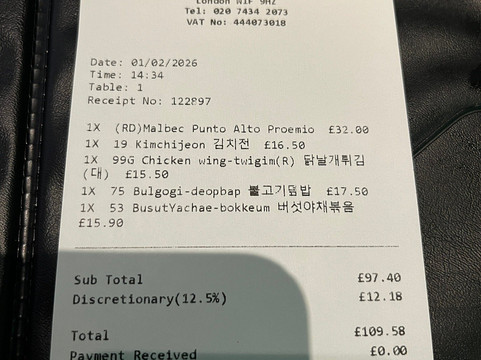 London W1F 9HZ
Tel: 020 7434 2073
VAT No: 444073018
Date: 01/02/2026
Time: 14:34
Table: 1
Receipt No: 122897
1X (RD)Malbec Punto Alto Proemio £32.00
1X 19 Kimchijeon 김치전 £16.50
1X 99G Chicken wing-twigim(R) 닭날개튀김
(대) £15.50
1X 75 Bulgogi-deopbap 불고기덮밥 £17.50
1X 53 BusutYachae-bokkeum 버섯야채볶음
£15.90
Sub Total £97.40
Discretionary(12.5%) £12.18
Total £109.58
Payment Received £0.00